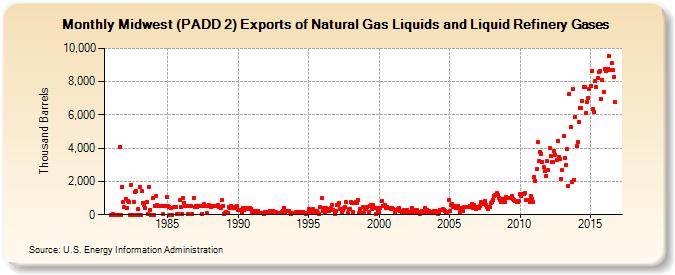 Monthly Midwest (PADD 2) Exports of Natural Gas Liquids and Liquid Refinery Gases
Thousand Barrels
10,000
8,000
6,000
4,000
2,000
0
1985 1990 1995 2000 2005 2010 2015
Source: U.S. Energy Information Administration